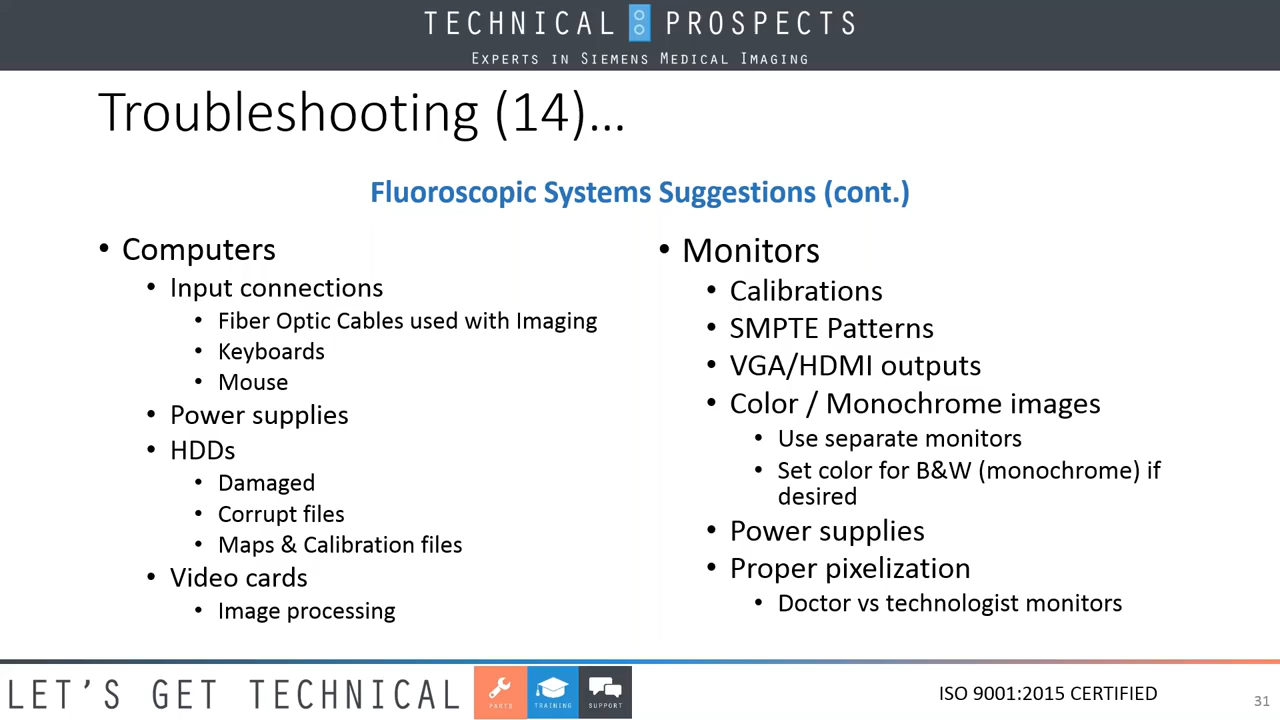 TECHNICAL PROSPECTS
EXPERTS IN SIEMENS MEDICAL IMAGING
Troubleshooting (14)...
Fluoroscopic Systems Suggestions (cont.)
• Computers
• Input connections
• Fiber Optic Cables used with Imaging
• Keyboards
• Mouse
• Power supplies
• HDDs
• Damaged
• Corrupt files
• Maps & Calibration files
• Video cards
• Image processing
• Monitors
• Calibrations
• SMPTE Patterns
• VGA/HDMI outputs
• Color / Monochrome images
• Use separate monitors
• Set color for B&W (monochrome) if
desired
• Power supplies
• Proper pixelization
• Doctor vs technologist monitors
LET'S GET TECHNICAL
PARTS
TRAINING
SUPPORT
ISO 9001:2015 CERTIFIED
31